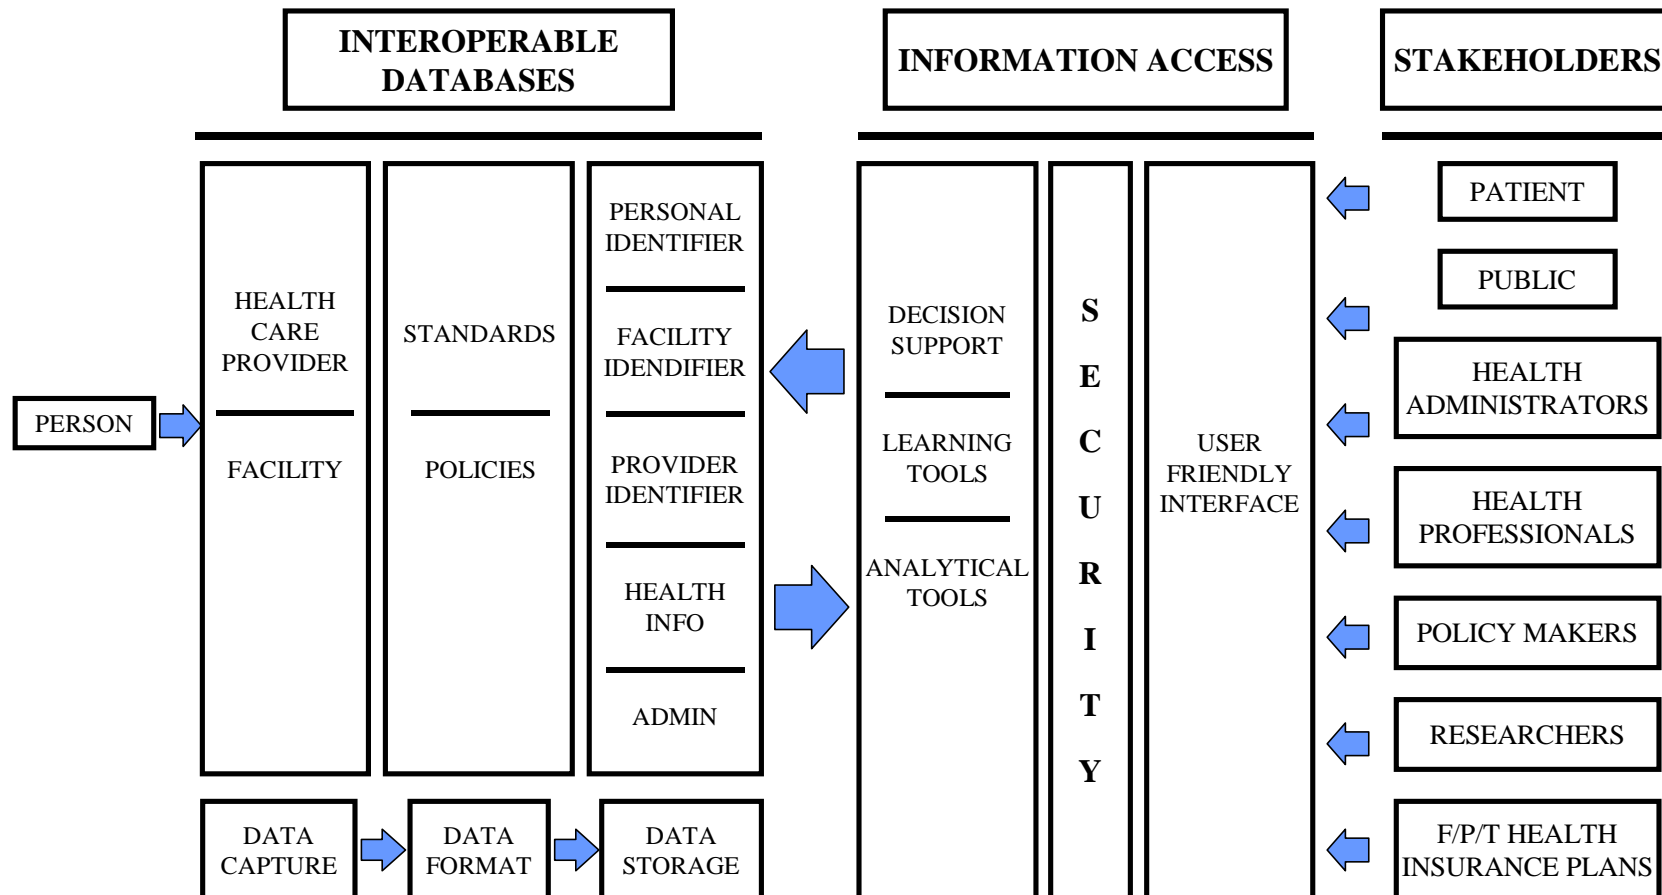 INTEROPERABLE
DATABASES
INFORMATION ACCESS
STAKEHOLDERS
PERSON
HEALTH
CARE
PROVIDER
FACILITY
STANDARDS
POLICIES
PERSONAL
IDENTIFIER
FACILITY
IDENDIFIER
PROVIDER
IDENTIFIER
HEALTH
INFO
ADMIN
DATA
CAPTURE
DATA
FORMAT
DATA
STORAGE
DECISION
SUPPORT
LEARNING
TOOLS
ANALYTICAL
TOOLS
S
E
C
U
R
I
T
Y
USER
FRIENDLY
INTERFACE
PATIENT
PUBLIC
HEALTH
ADMINISTRATORS
HEALTH
PROFESSIONALS
POLICY MAKERS
RESEARCHERS
F/P/T HEALTH
INSURANCE PLANS